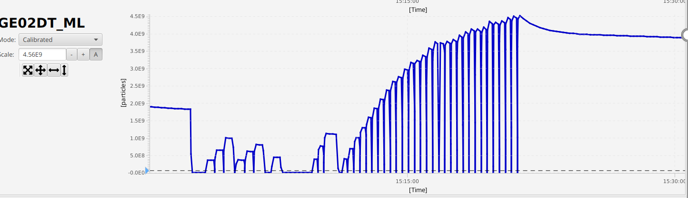 15:15:00
15:30:00
[Time]
GE02DT_ML
Mode: Calibrated
Scale: 4.56E9 - + A
[particles]
4.5E9
4.0E9
3.5E9
3.0E9
2.5E9
2.0E9
1.5E9
1.0E9
5.0E8
-0.0E0
15:15:00
15:30:00
[Time]